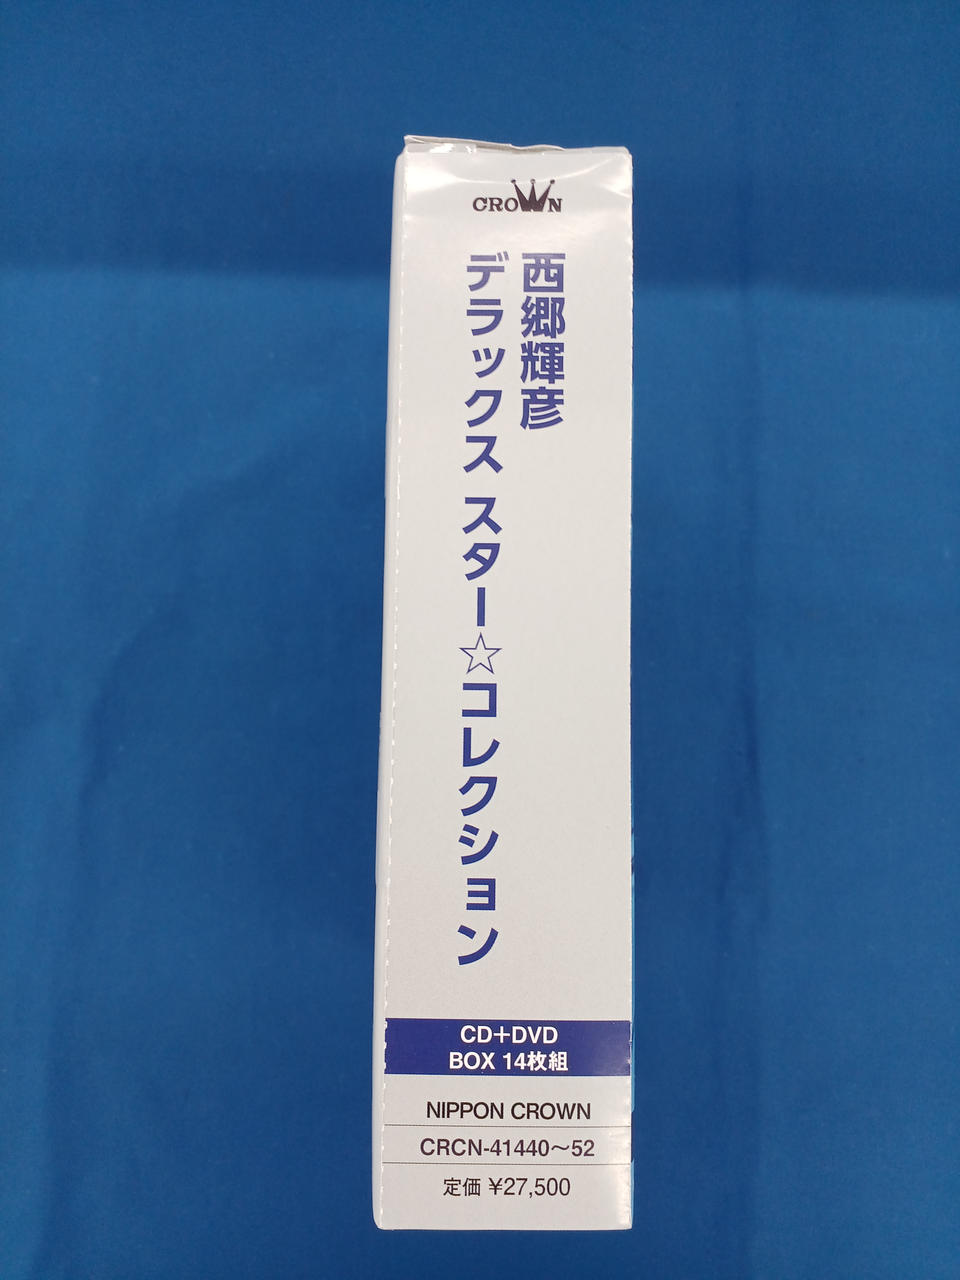 CROWN
西郷輝彦
デラックス スター☆コレクション
CD+DVD
BOX 14枚組
NIPPON CROWN
CRCN-41440〜52
定価 ¥27,500